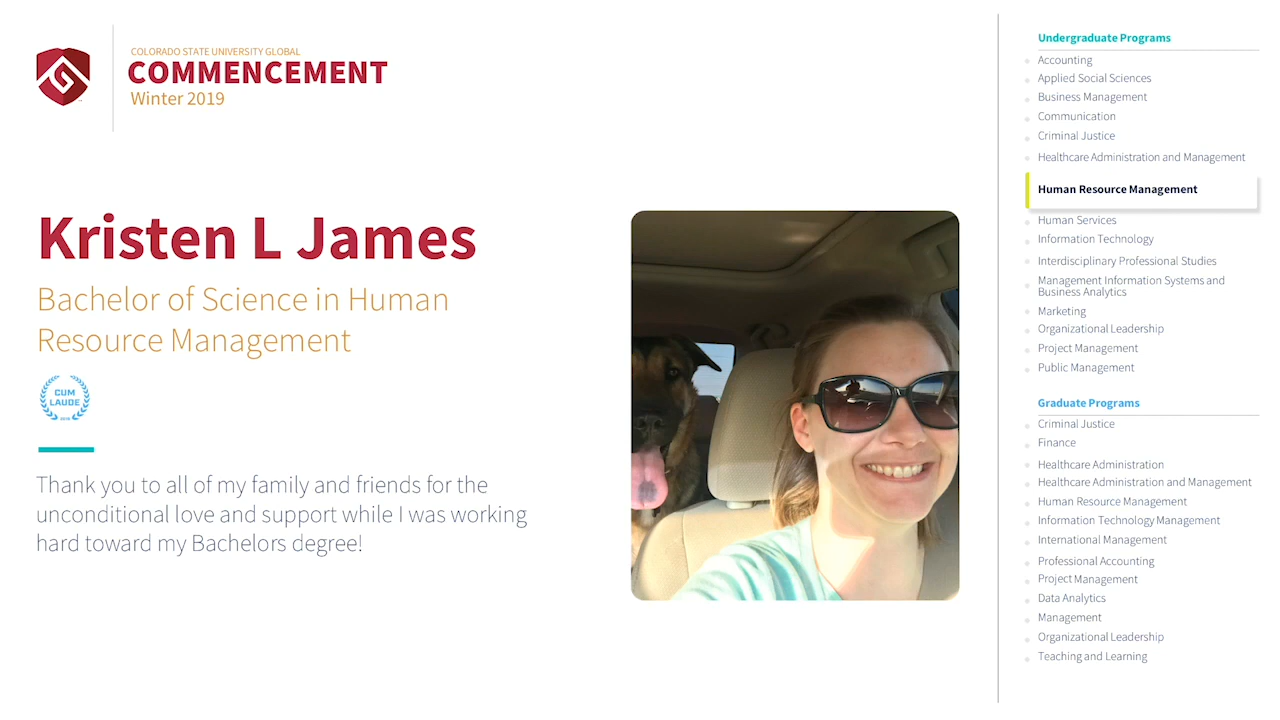 COLORADO STATE UNIVERSITY GLOBAL
COMMENCEMENT
Winter 2019
Kristen L James
Bachelor of Science in Human
Resource Management
CUM
LAUDE
2019
Thank you to all of my family and friends for the
unconditional love and support while I was working
hard toward my Bachelors degree!
Undergraduate Programs
Accounting
Applied Social Sciences
Business Management
Communication
Criminal Justice
Healthcare Administration and Management
Human Resource Management
Human Services
Information Technology
Interdisciplinary Professional Studies
Management Information Systems and
Business Analytics
Marketing
Organizational Leadership
Project Management
Public Management
Graduate Programs
Criminal Justice
Finance
Healthcare Administration
Healthcare Administration and Management
Human Resource Management
Information Technology Management
International Management
Professional Accounting
Project Management
Data Analytics
Management
Organizational Leadership
Teaching and Learning